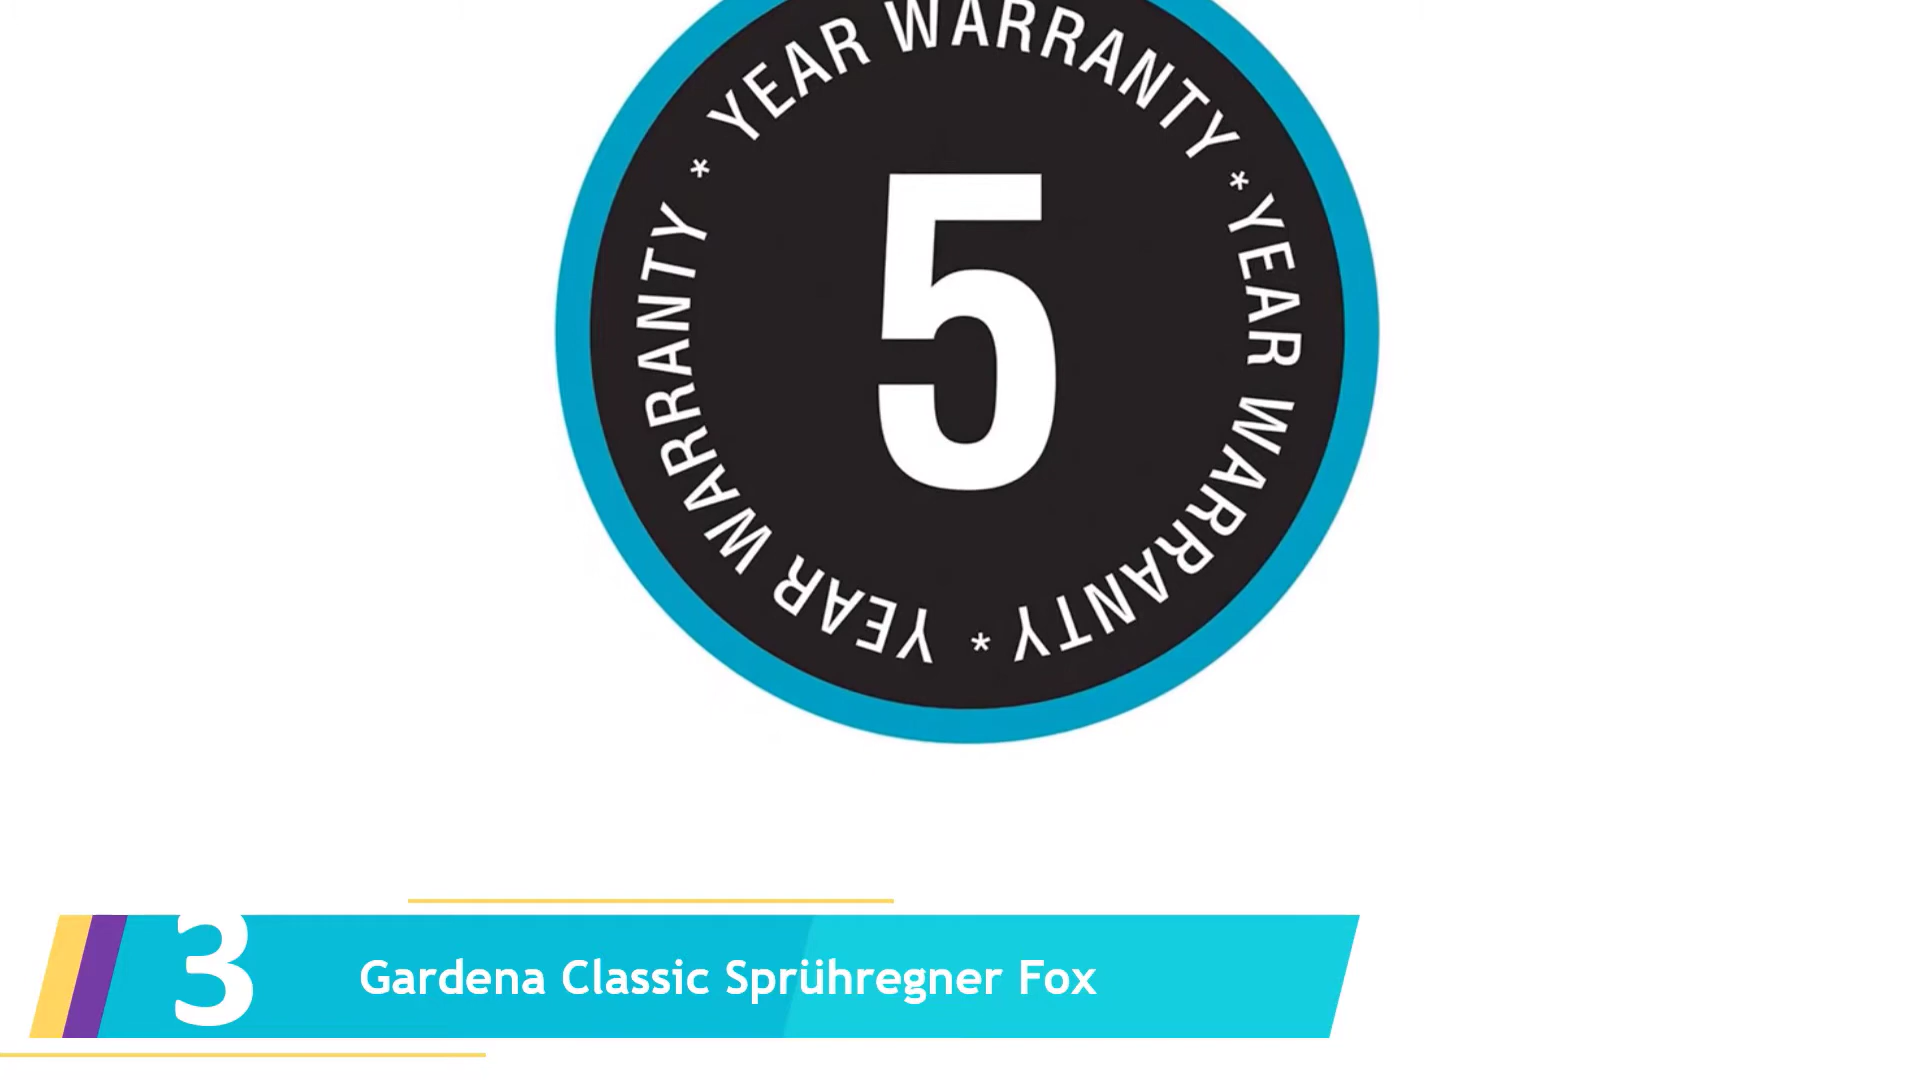 YEAR WARRANTY * YEAR WARRANTY * YEAR WARRANTY *
5
3
Gardena Classic Sprühregner Fox